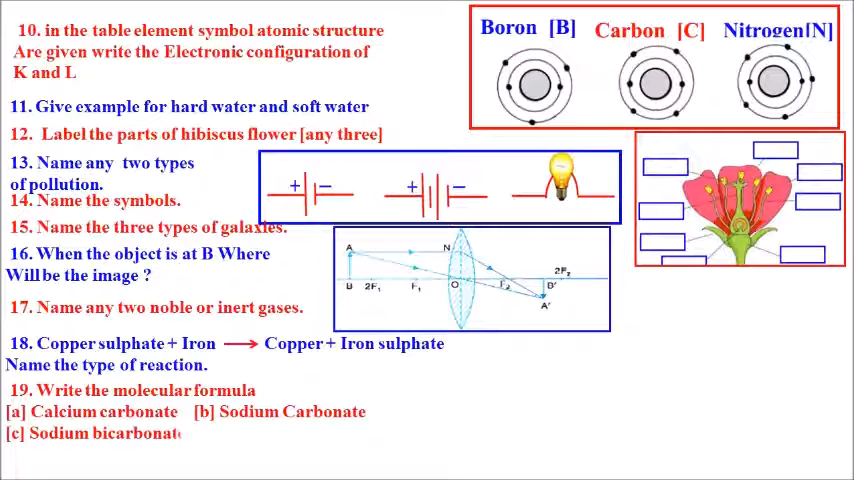 10. in the table element symbol atomic structure
Are given write the Electronic configuration of
K and L
Boron [B] Carbon [C] Nitrogen[N]
11. Give example for hard water and soft water
12. Label the parts of hibiscus flower [any three]
13. Name any two types
of pollution.
14. Name the symbols.
+ − + −
15. Name the three types of galaxies.
16. When the object is at B Where
Will be the image ?
A N
B 2F₁ F₁ O F₂ 2F₂ B'
A'
17. Name any two noble or inert gases.
18. Copper sulphate + Iron → Copper + Iron sulphate
Name the type of reaction.
19. Write the molecular formula
[a] Calcium carbonate [b] Sodium Carbonate
[c] Sodium bicarbonate